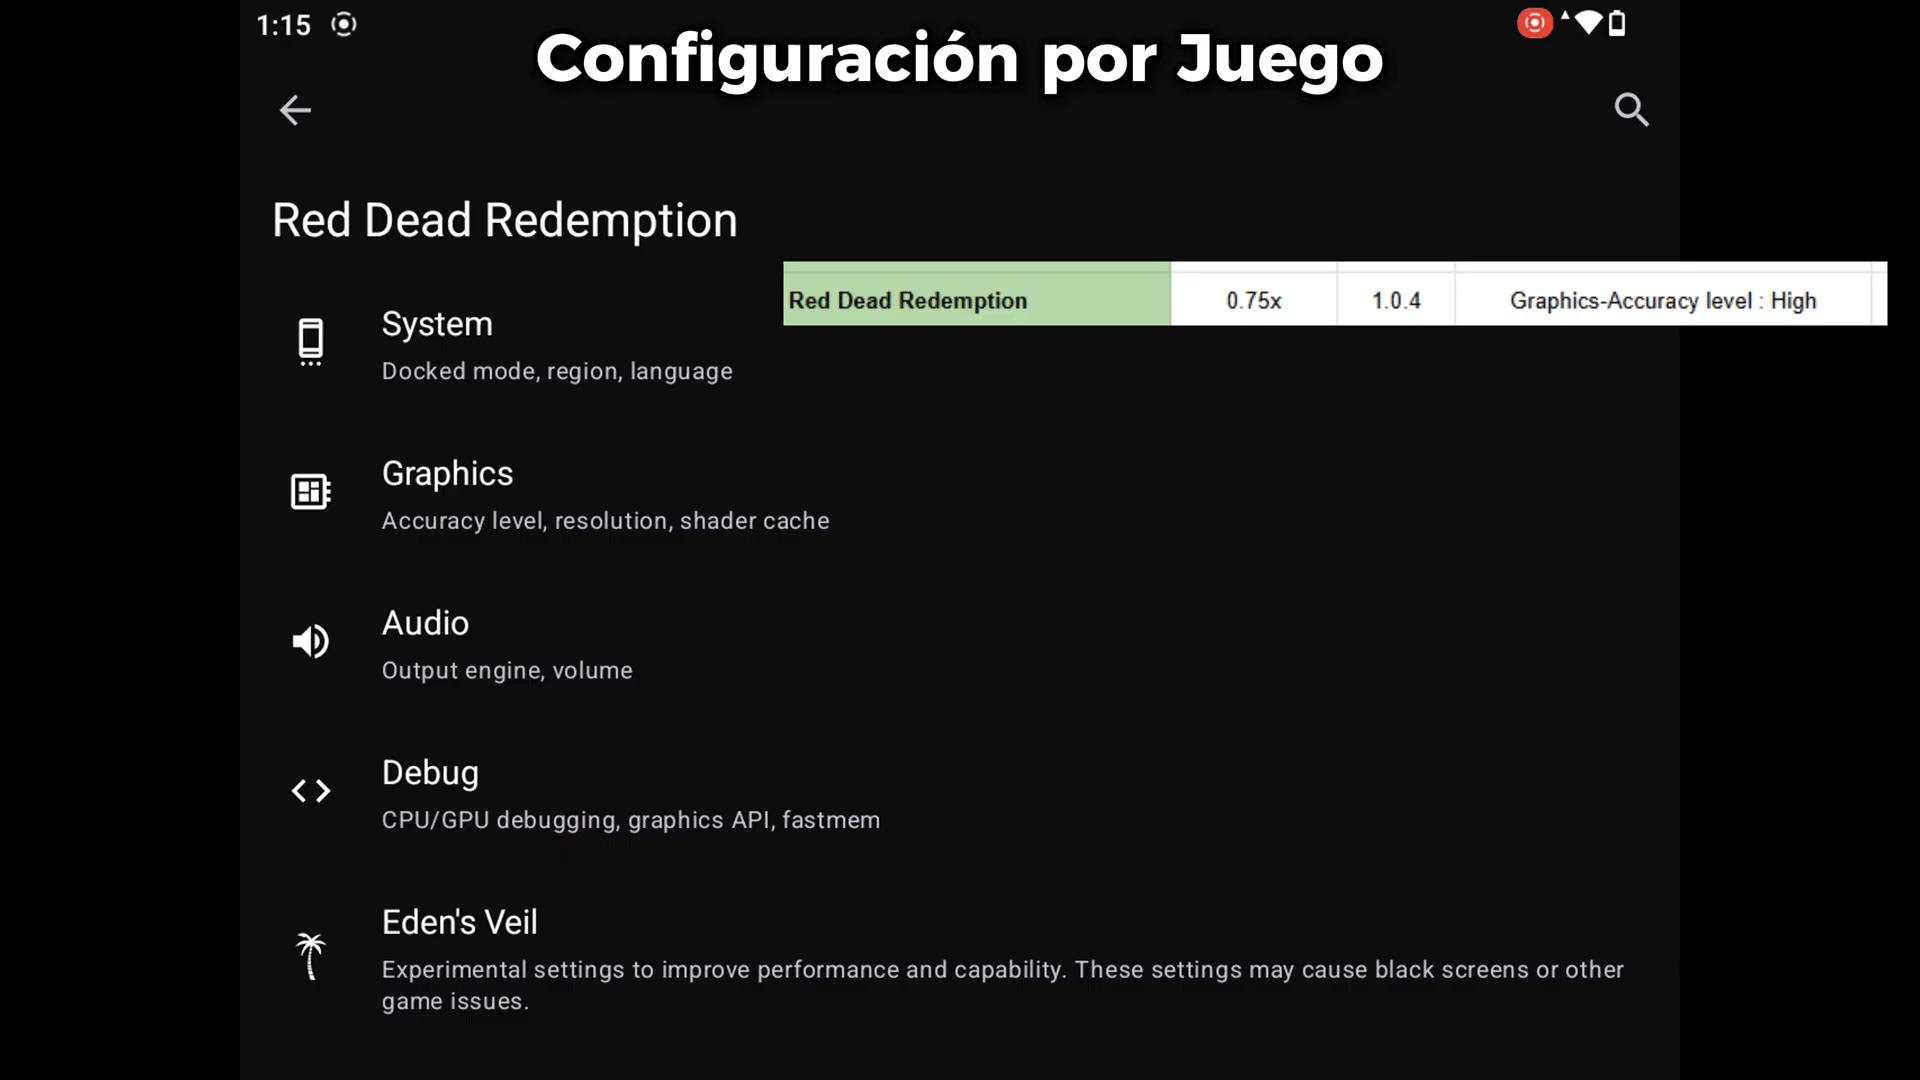 1:15
Configuración por Juego
Red Dead Redemption
Red Dead Redemption 0.75x 1.0.4 Graphics-Accuracy level : High
System
Docked mode, region, language
Graphics
Accuracy level, resolution, shader cache
Audio
Output engine, volume
Debug
CPU/GPU debugging, graphics API, fastmem
Eden's Veil
Experimental settings to improve performance and capability. These settings may cause black screens or other
game issues.